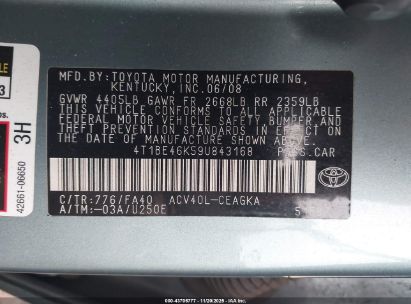 MFD.BY:TOYOTA MOTOR MANUFACTURING,
KENTUCKY, INC.06/08
GVWR 4405LB GAWR FR 2668LB RR 2359LB
THIS VEHICLE CONFORMS TO ALL APPLICABLE
FEDERAL MOTOR VEHICLE SAFETY, BUMPER AND
THEFT PREVENTION STANDARDS IN EFFECT ON
THE DATE OF MANUFACTURE SHOWN ABOVE.
4T1BE46K59U843168 PASS.CAR
C/TR:776/FA40 ACV40L-CEAGKA
A/TM:-03A/U250E
TOYOTA
42661-06650
3H